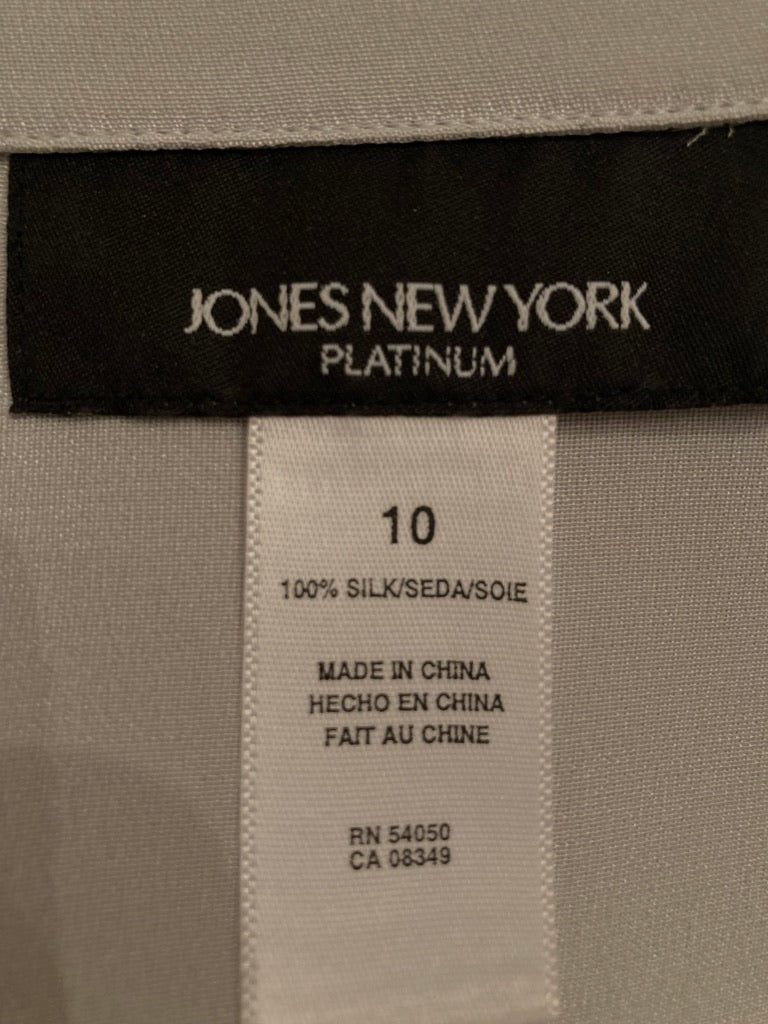 JONES NEW YORK
PLATINUM
10
100% SILK/SEDA/SOIE
MADE IN CHINA
HECHO EN CHINA
FAIT AU CHINE
RN 54050
CA 08349